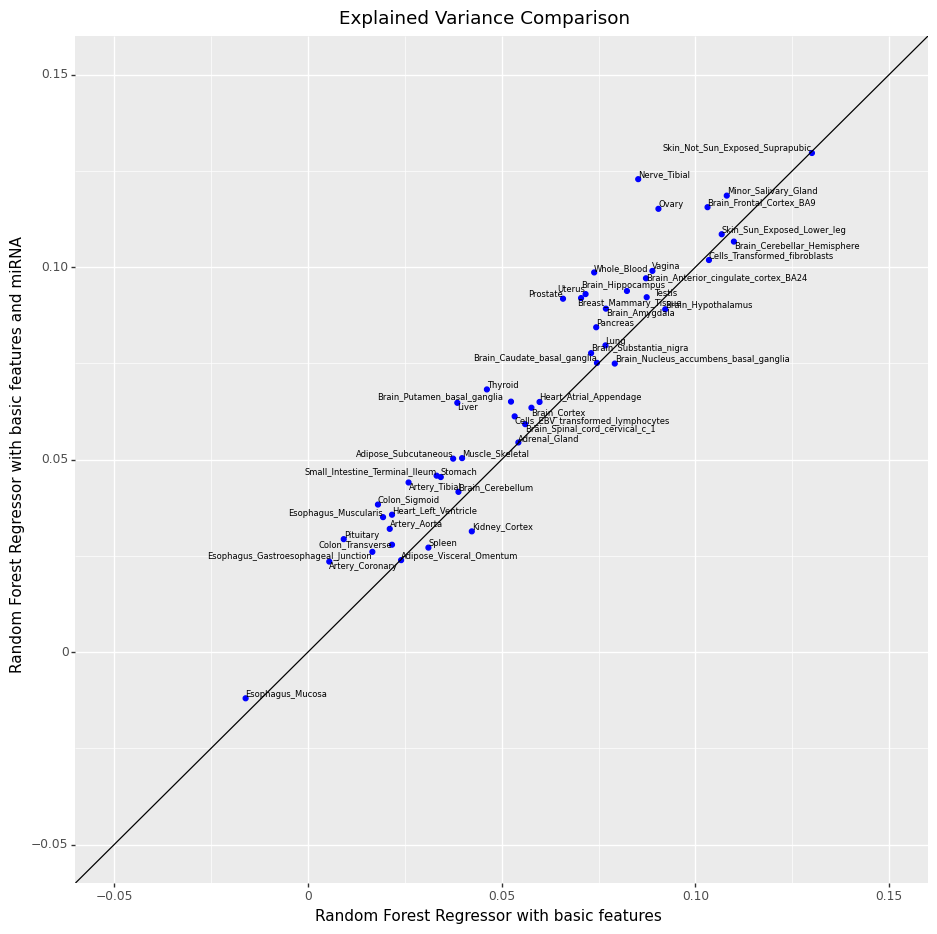 Explained Variance Comparison
0.15
Skin_Not_Sun_Exposed_Suprapubic
Nerve_Tibial
Minor_Salivary_Gland
Ovary
Brain_Frontal_Cortex_BA9
Skin_Sun_Exposed_Lower_leg
Brain_Cerebellar_Hemisphere
Cells_Transformed_fibroblasts
0.10
Whole_Blood
Vagina
Brain_Anterior_cingulate_cortex_BA24
Brain_Hippocampus
Uterus
Prostate
Testis
Breast_Mammary_Tissue
Brain_Hypothalamus
Brain_Amygdala
Pancreas
Lung
Brain_Substantia_nigra
Brain_Caudate_basal_ganglia
Brain_Nucleus_accumbens_basal_ganglia
Thyroid
Brain_Putamen_basal_ganglia
Heart_Atrial_Appendage
Liver
Brain_Cortex
Cells_EBV_transformed_lymphocytes
Brain_Spinal_cord_cervical_c_1
Adrenal_Gland
0.05
Adipose_Subcutaneous
Muscle_Skeletal
Small_Intestine_Terminal_Ileum
Stomach
Artery_Tibial
Brain_Cerebellum
Colon_Sigmoid
Esophagus_Muscularis
Heart_Left_Ventricle
Artery_Aorta
Kidney_Cortex
Pituitary
Colon_Transverse
Spleen
Esophagus_Gastroesophageal_Junction
Adipose_Visceral_Omentum
Artery_Coronary
0
Esophagus_Mucosa
−0.05
−0.05
0
0.05
0.10
0.15
Random Forest Regressor with basic features
Random Forest Regressor with basic features and miRNA